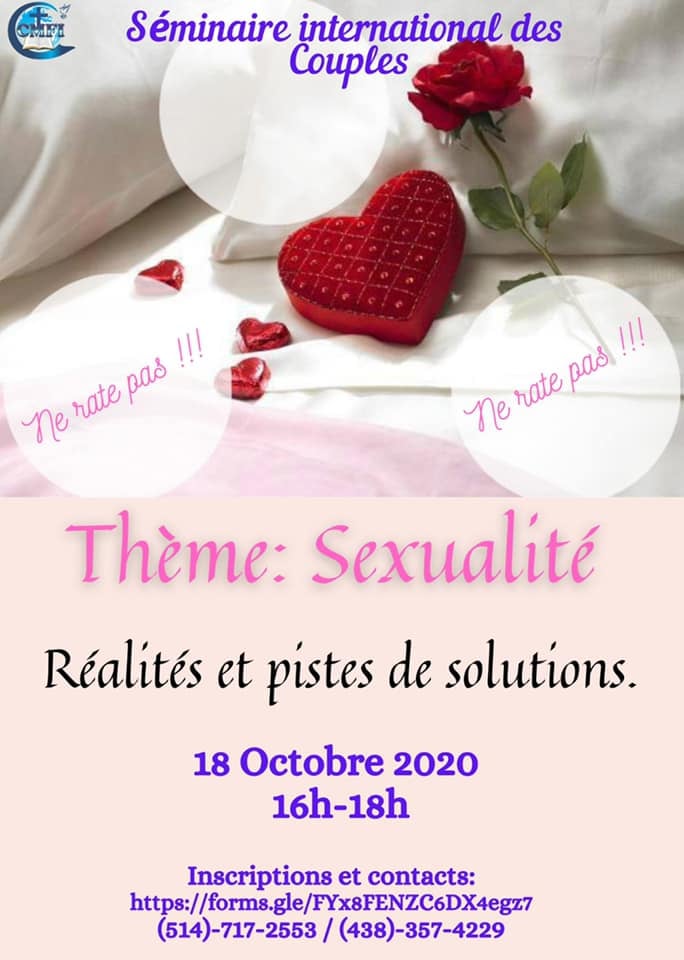 CMFI
Séminaire international des
Couples
Ne rate pas !!!
Ne rate pas !!!
Thème: Sexualité
Réalités et pistes de solutions.
18 Octobre 2020
16h-18h
Inscriptions et contacts:
https://forms.gle/FYx8FENZC6DX4egz7
(514)-717-2553 / (438)-357-4229